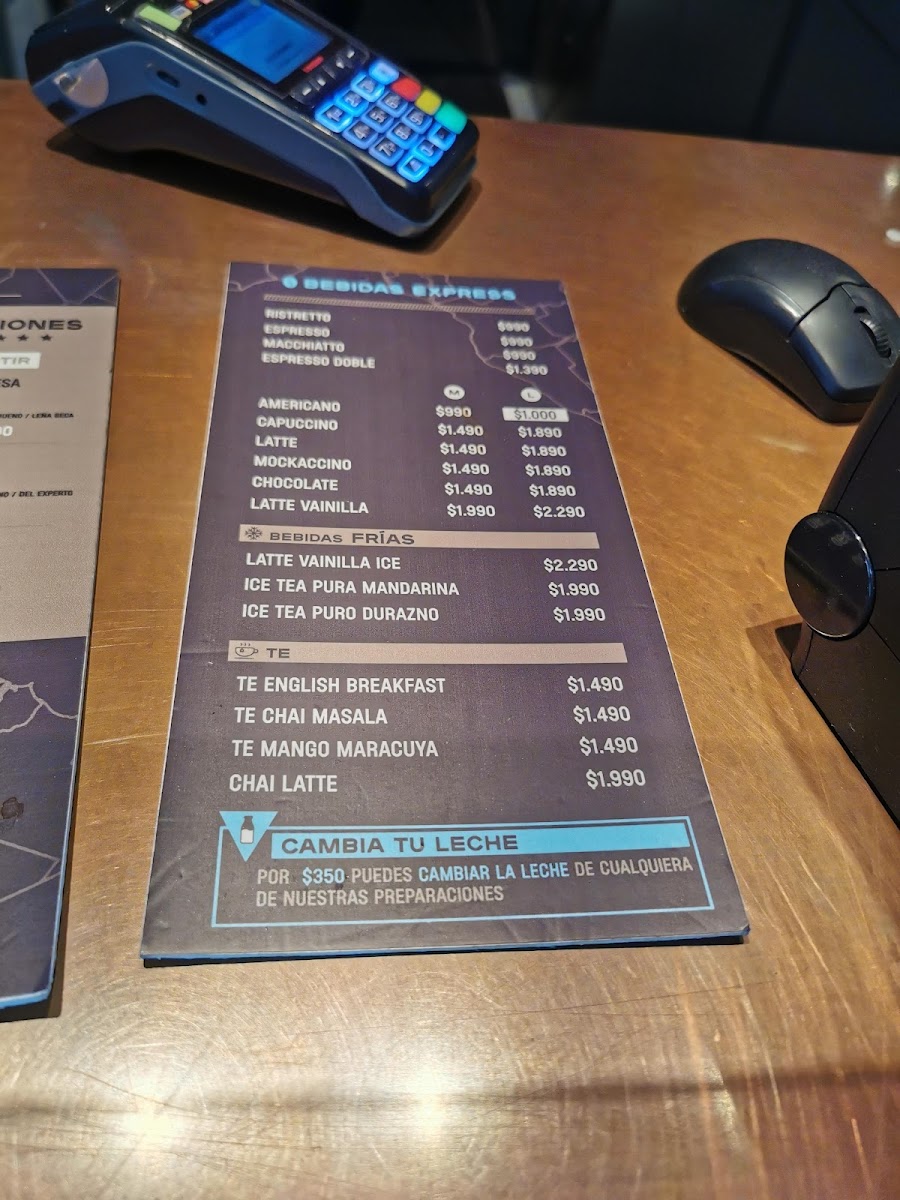 BEBIDAS EXPRESS
RISTRETTO $990
ESPRESSO $990
MACCHIATTO $990
ESPRESSO DOBLE $1.390
M L
AMERICANO $990 $1.000
CAPUCCINO $1.490 $1.890
LATTE $1.490 $1.890
MOCKACCINO $1.490 $1.890
CHOCOLATE $1.490 $1.890
LATTE VAINILLA $1.990 $2.290
BEBIDAS FRÍAS
LATTE VAINILLA ICE $2.290
ICE TEA PURA MANDARINA $1.990
ICE TEA PURO DURAZNO $1.990
TE
TE ENGLISH BREAKFAST $1.490
TE CHAI MASALA $1.490
TE MANGO MARACUYA $1.490
CHAI LATTE $1.990
CAMBIA TU LECHE
POR $350 PUEDES CAMBIAR LA LECHE DE CUALQUIERA
DE NUESTRAS PREPARACIONES
IONES
TIR
SA
/ LEÑA SECA
/ DEL EXPERTO